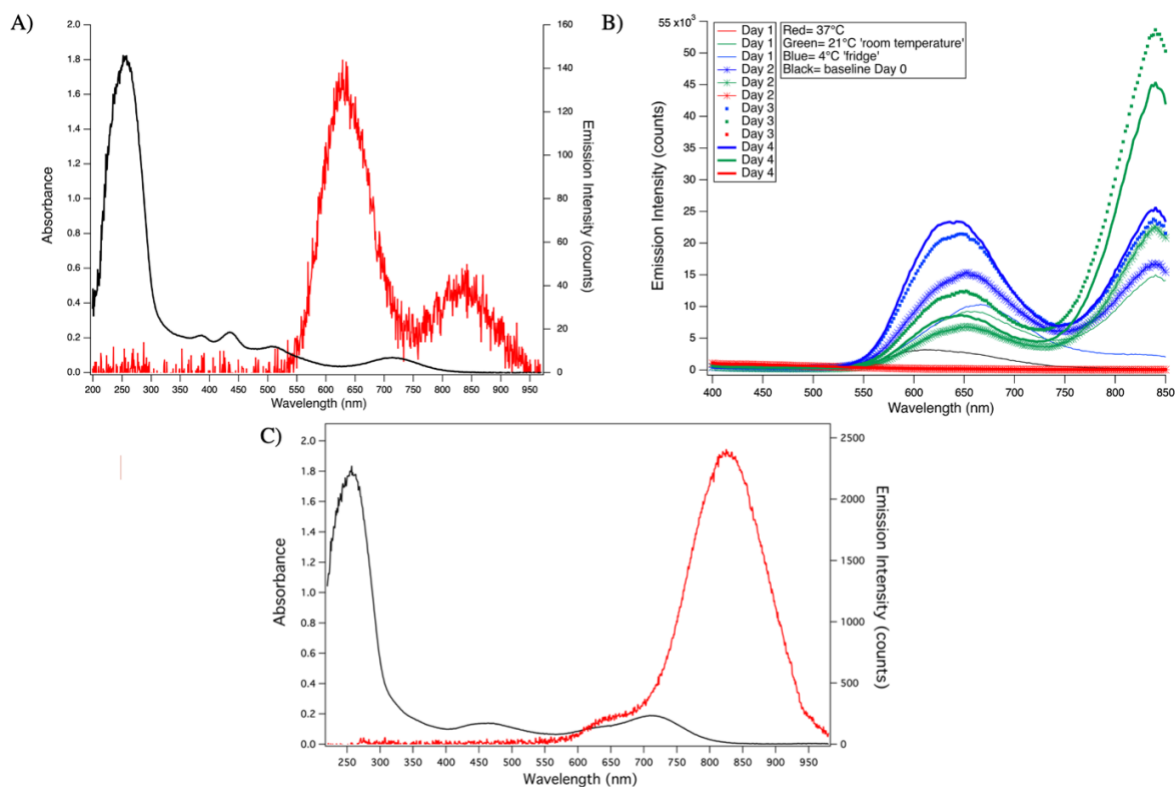 A)
2.0
1.8
1.6
1.4
1.2
1.0
0.8
0.6
0.4
0.2
0.0
Absorbance
160
140
120
100
80
60
40
20
0
Emission Intensity (counts)
200 250 300 350 400 450 500 550 600 650 700 750 800 850 900 950
Wavelength (nm)
B)
55 x10³
50
45
40
35
30
25
20
15
10
5
0
Emission Intensity (counts)
Day 1
Day 1
Day 1
Day 2
Day 2
Day 2
Day 3
Day 3
Day 3
Day 4
Day 4
Day 4
Red= 37°C
Green= 21°C 'room temperature'
Blue= 4°C 'fridge'
Black= baseline Day 0
400 450 500 550 600 650 700 750 800 850
Wavelength (nm)
C)
2.0
1.8
1.6
1.4
1.2
1.0
0.8
0.6
0.4
0.2
0.0
Absorbance
2500
2000
1500
1000
500
0
Emission Intensity (counts)
250 300 350 400 450 500 550 600 650 700 750 800 850 900 950
Wavelength (nm)